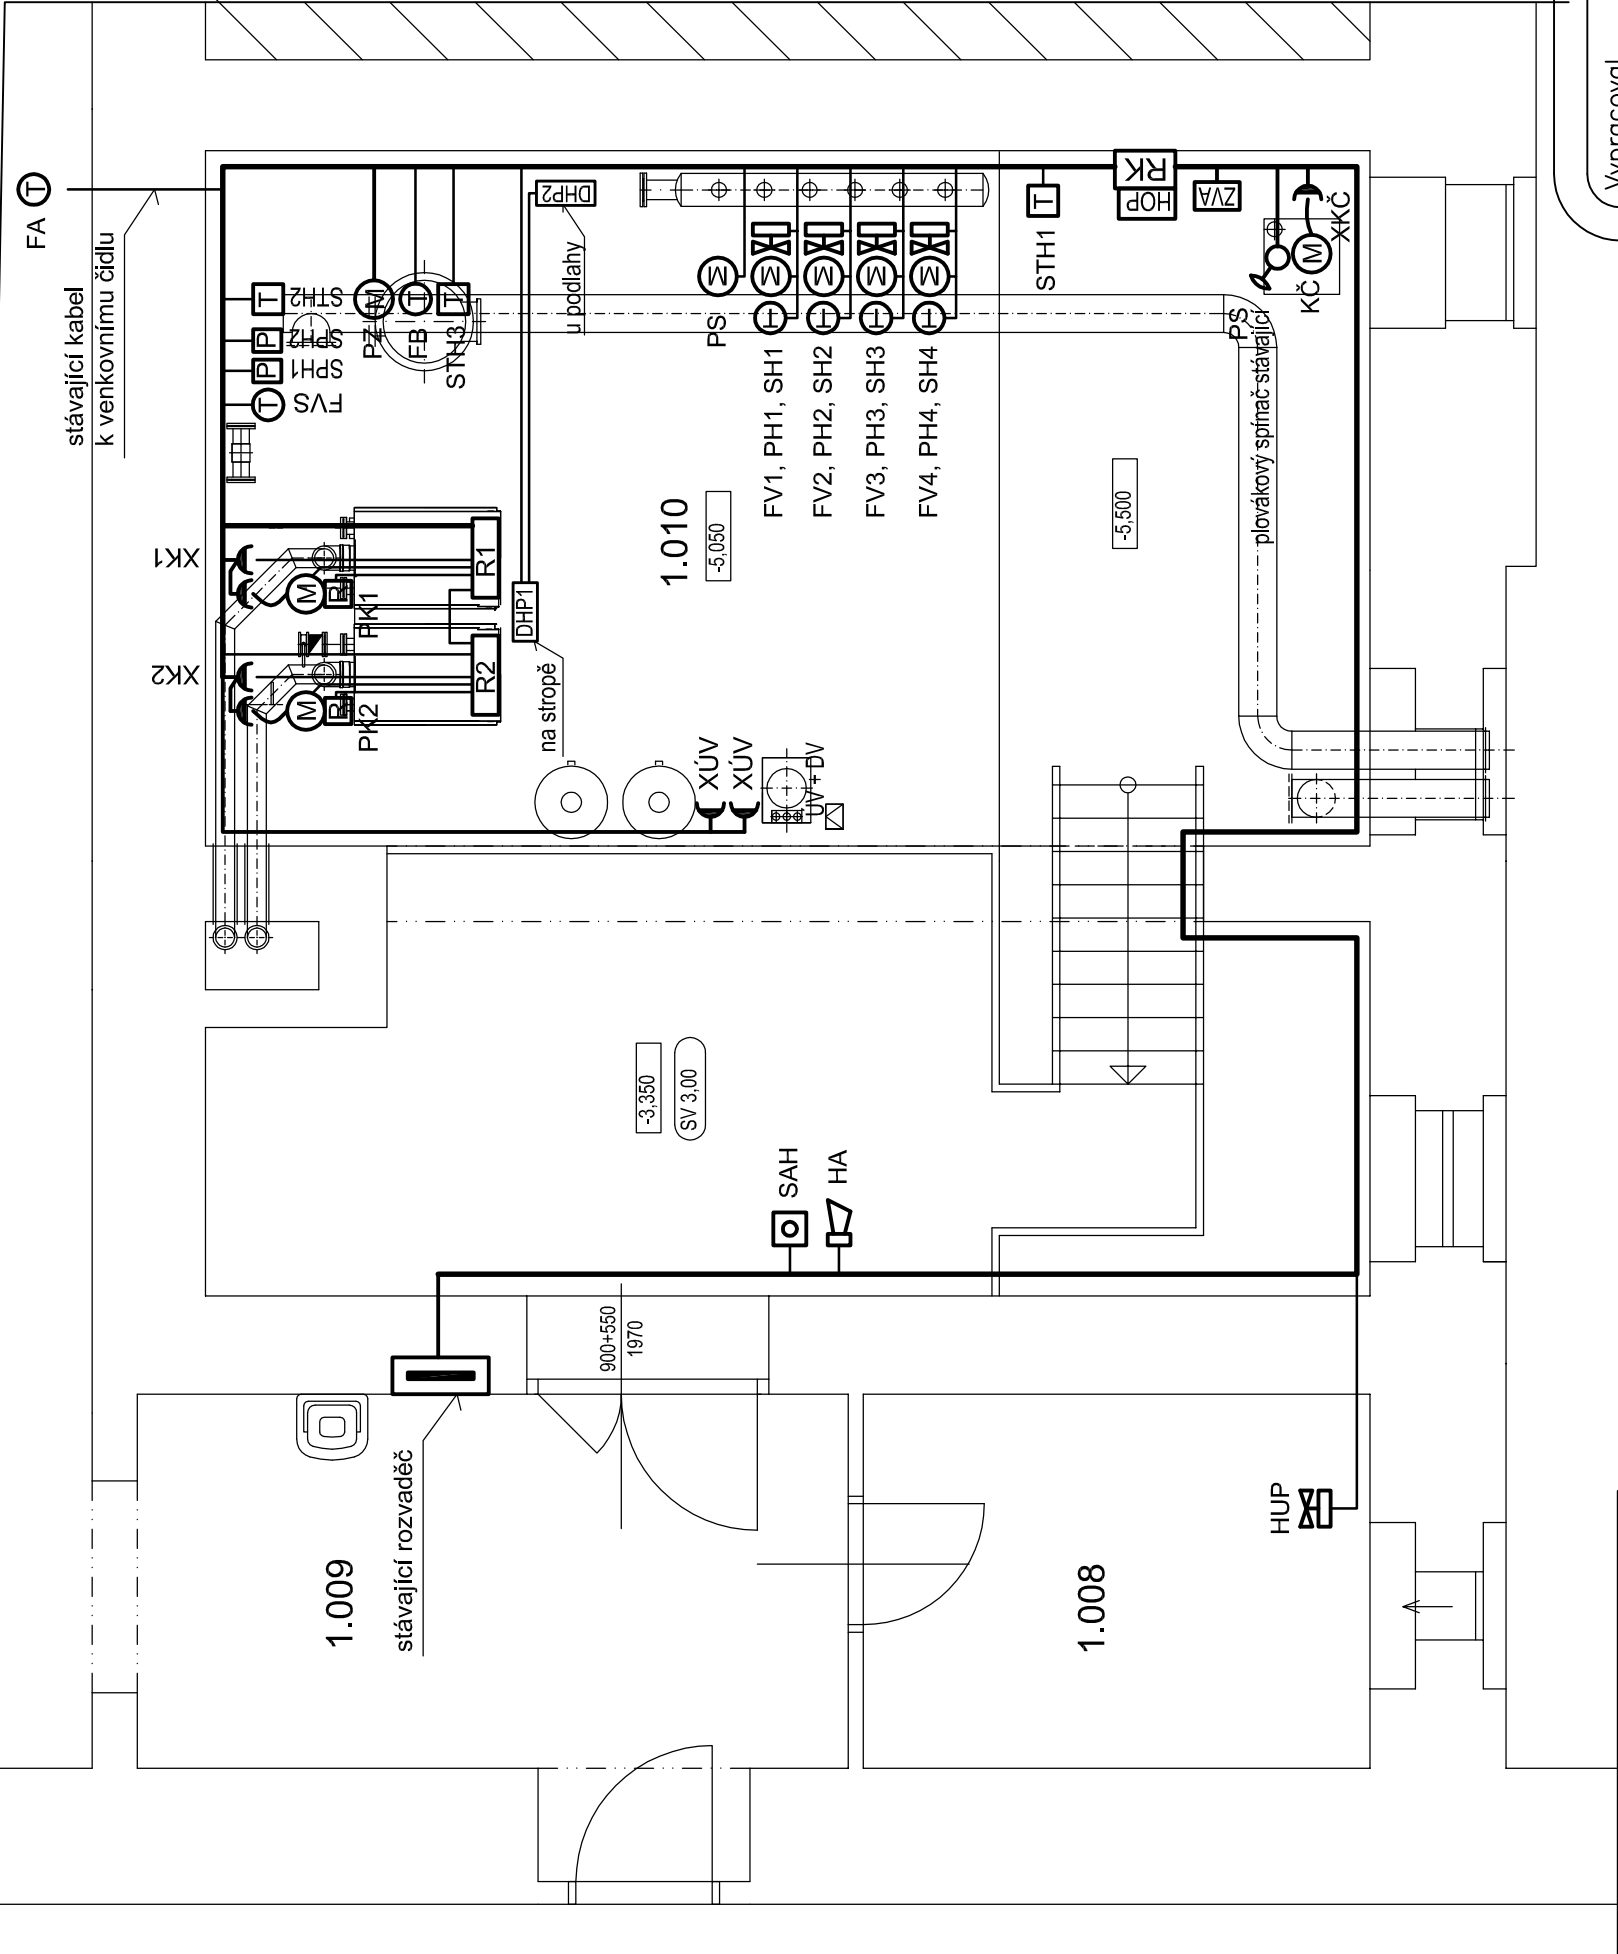 FA
T
stávající kabel
k venkovnímu čidlu
Vypracoval
XK1
XK2
T
STH2
P
SPH2
P
SPH1
T
FVS
M
PZ
T
FB
T
STH3
DHP2
u podlahy
DHP1
na stropě
R1
R2
M
P
PK1
M
P
PK2
1.010
-5,050
M
PS
M
T
FV1, PH1, SH1
M
T
FV2, PH2, SH2
M
T
FV3, PH3, SH3
M
T
FV4, PH4, SH4
T
STH1
RK
HOP
ZVA
XKČ
M
KČ
PS
plovákový spínač stávající
-5,500
XÚV
XÚV
ÚV + DV
-3,350
SV 3,00
SAH
HA
900+550
1970
stávající rozvaděč
1.009
HUP
1.008